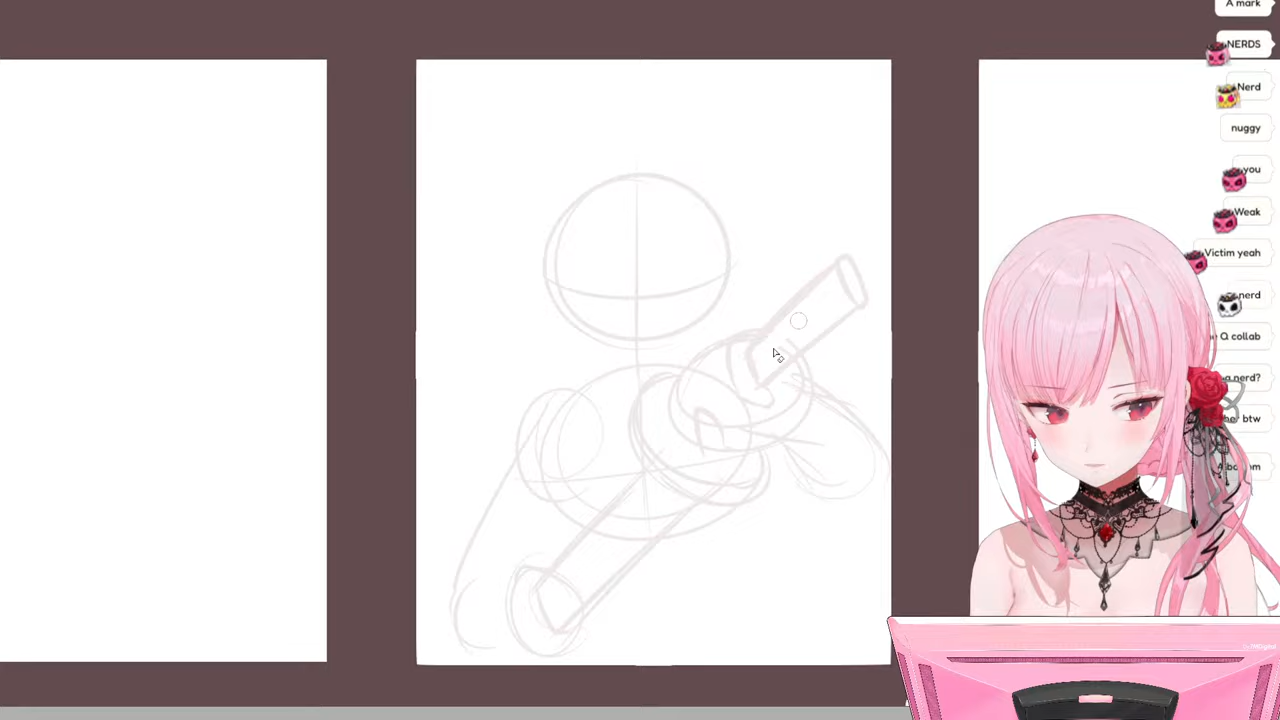 A mark
NERDS
Nerd
nuggy
you
Weak
Victim yeah
nerd
Q collab
nerd?
btw